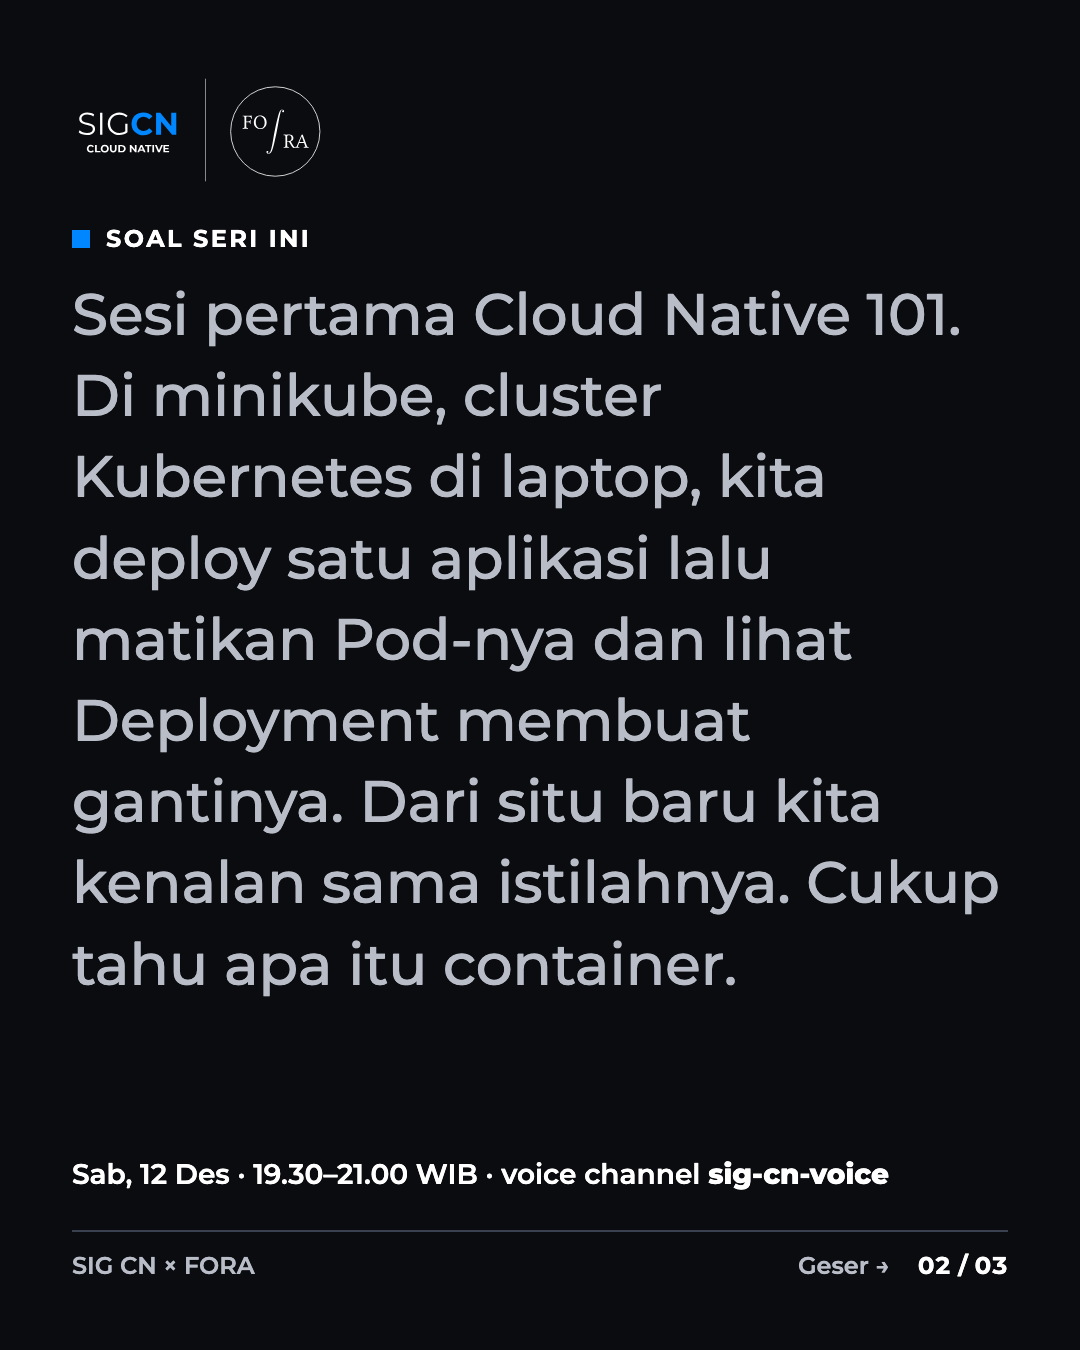 SIGCN
CLOUD NATIVE
FO
RA
SOAL SERI INI
Sesi pertama Cloud Native 101.
Di minikube, cluster
Kubernetes di laptop, kita
deploy satu aplikasi lalu
matikan Pod-nya dan lihat
Deployment membuat
gantinya. Dari situ baru kita
kenalan sama istilahnya. Cukup
tahu apa itu container.
Sab, 12 Des · 19.30–21.00 WIB · voice channel sig-cn-voice
SIG CN × FORA
Geser → 02 / 03